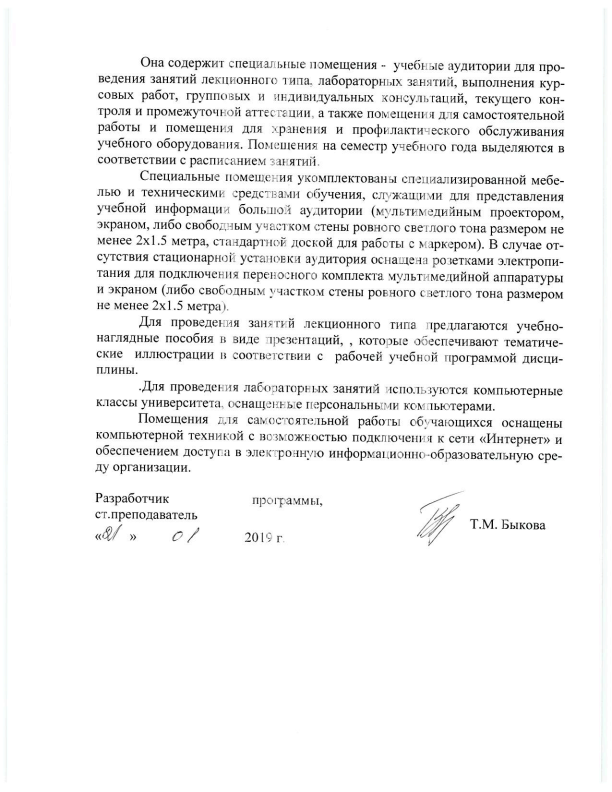 Она содержит специальные помещения - учебные аудитории для про-
ведения занятий лекционного типа, лабораторных занятий, выполнения кур-
совых работ, групповых и индивидуальных консультаций, текущего кон-
троля и промежуточной аттестации, а также помещения для самостоятельной
работы и помещения для хранения и профилактического обслуживания
учебного оборудования. Помещения на семестр учебного года выделяются в
соответствии с расписанием занятий.
Специальные помещения укомплектованы специализированной мебе-
лью и техническими средствами обучения, служащими для представления
учебной информации большой аудитории (мультимедийным проектором,
экраном, либо свободным участком стены ровного светлого тона размером не
менее 2х1.5 метра, стандартной доской для работы с маркером). В случае от-
сутствия стационарной установки аудитория оснащена розетками электропи-
тания для подключения переносного комплекта мультимедийной аппаратуры
и экраном (либо свободным участком стены ровного светлого тона размером
не менее 2х1.5 метра).
Для проведения занятий лекционного типа предлагаются учебно-
наглядные пособия в виде презентаций, , которые обеспечивают тематиче-
ские иллюстрации в соответствии с рабочей учебной программой дисци-
плины.
.Для проведения лабораторных занятий используются компьютерные
классы университета, оснащенные персональными компьютерами.
Помещения для самостоятельной работы обучающихся оснащены
компьютерной техникой с возможностью подключения к сети «Интернет» и
обеспечением доступа в электронную информационно-образовательную сре-
ду организации.
Разработчик программы,
ст.преподаватель Т.М. Быкова
«21 » 01 2019 г.